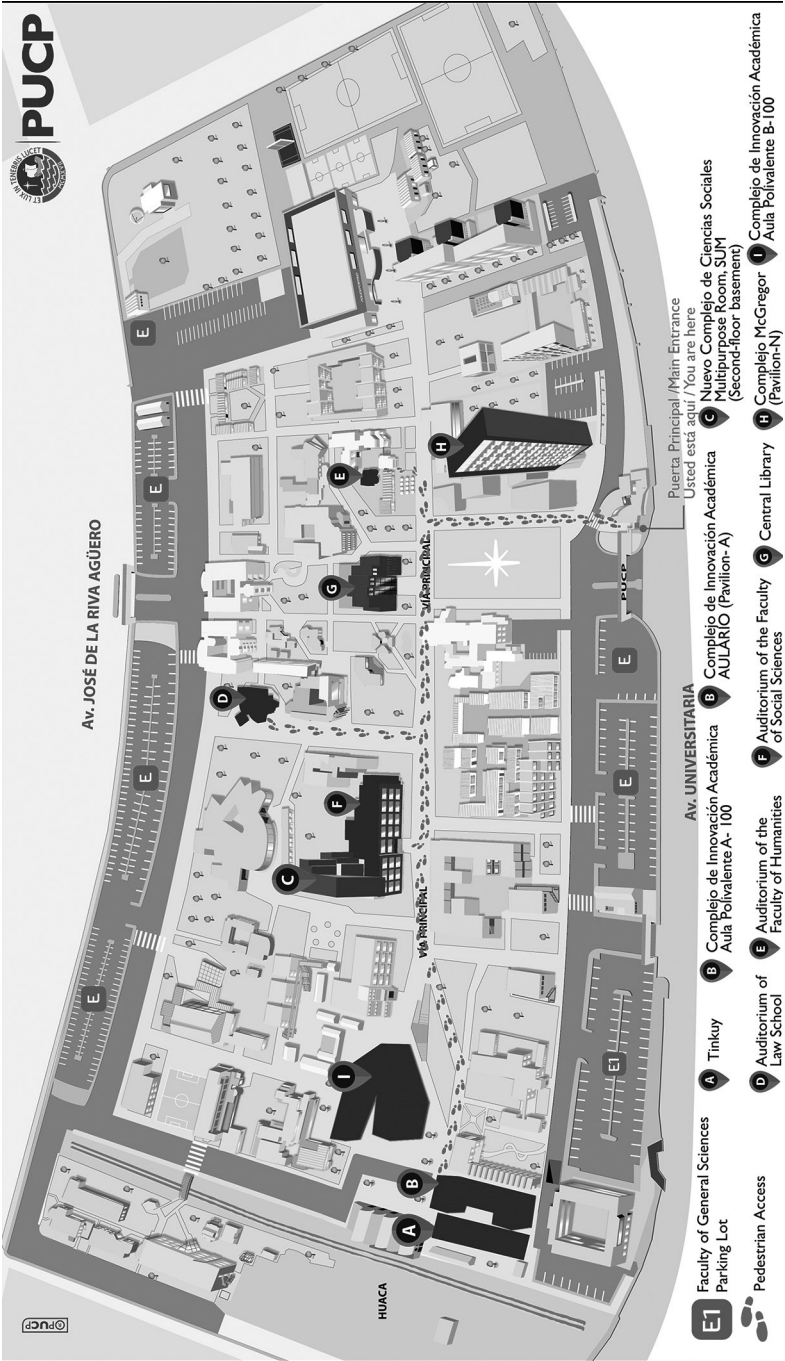 PUCP
ET LUX IN TENEBRIS LUCET
PUCP
Av. JOSÉ DE LA RIVA AGÜERO
E
E
E
E
D
G
E
I
C
F
H
HUACA
A
B
VÍA PRINCIPAL
VÍA PRINCIPAL
E1
E
E
PUCP
Puerta Principal /Main Entrance
Usted está aquí / You are here
Av. UNIVERSITARIA
E1
Faculty of General Sciences
Parking Lot
Pedestrian Access
A
Tinkuy
B
Complejo de Innovación Académica
Aula Polivalente A- 100
B
Complejo de Innovación Académica
AULARIO (Pavilion- A)
C
Nuevo Complejo de Ciencias Sociales
Multipurpose Room, SUM
(Second-floor basement)
D
Auditorium of
Law School
E
Auditorium of the
Faculty of Humanities
F
Auditorium of the Faculty
of Social Sciences
G
Central Library
H
Complejo McGregor
(Pavilion-N)
I
Complejo de Innovación Académica
Aula Polivalente B-100